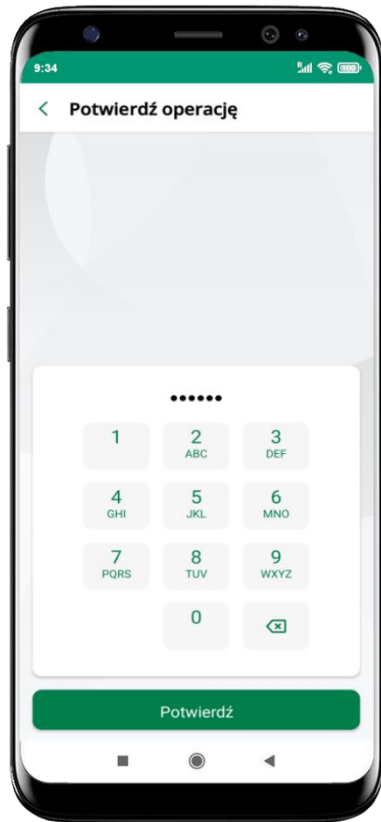 9:34
Potwierdź operację
••••••
1
2
ABC
3
DEF
4
GHI
5
JKL
6
MNO
7
PQRS
8
TUV
9
WXYZ
0
Potwierdź